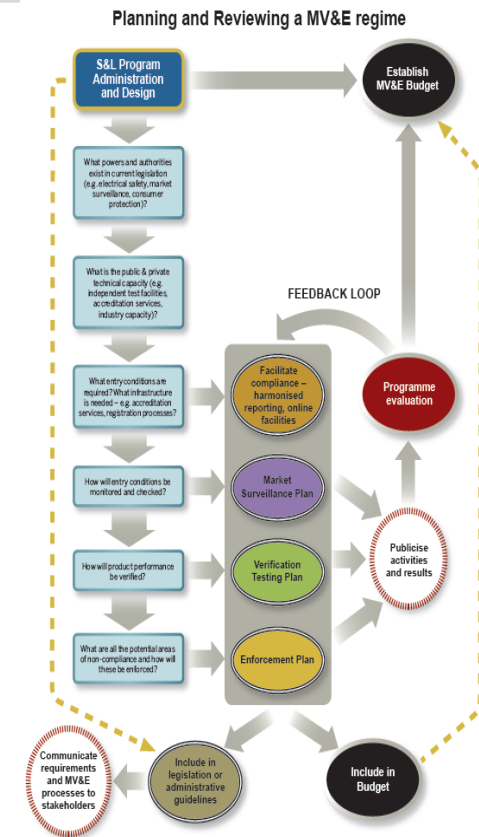 Planning and Reviewing a MV&E regime
S&L Program
Administration
and Design
Establish
MV&E Budget
What powers and authorities
exist in current legislation
(e.g. electrical safety, market
surveillance, consumer
protection)?
What is the public & private
technical capacity (e.g.
independent test facilities,
accreditation services,
industry capacity)?
FEEDBACK LOOP
What entry conditions are
required? What infrastructure
is needed – e.g. accreditation
services, registration processes?
Facilitate
compliance –
harmonised
reporting, online
facilities
Programme
evaluation
How will entry conditions be
monitored and checked?
Market
Surveillance Plan
How will product performance
be verified?
Verification
Testing Plan
Publicise
activities
and results
What are all the potential areas
of non-compliance and how will
these be enforced?
Enforcement Plan
Communicate
requirements
and MV&E
processes to
stakeholders
Include in
legislation or
administrative
guidelines
Include in
Budget